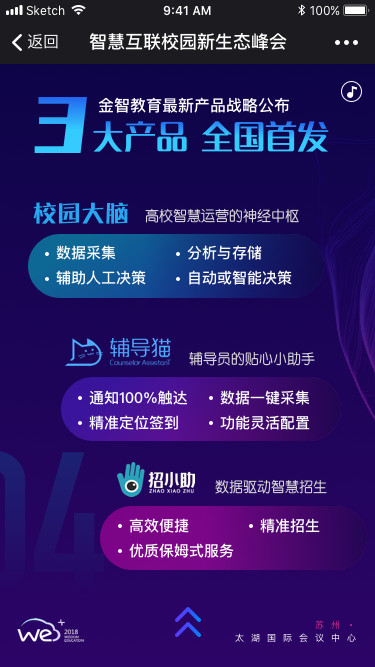 Sketch 9:41 AM 100%
返回 智慧互联校园新生态峰会
金智教育最新产品战略公布
3大产品 全国首发
校园大脑 高校智慧运营的神经中枢
• 数据采集 • 分析与存储
• 辅助人工决策 • 自动或智能决策
辅导猫 辅导员的贴心小助手
Counselor Assistant
• 通知100%触达 • 数据一键采集
• 精准定位签到 • 功能灵活配置
招小助 数据驱动智慧招生
ZHAO XIAO ZHU
• 高效便捷 • 精准招生
• 优质保姆式服务
04
we+ 2018
WISDOM
EDUCATION
苏州·
太湖国际会议中心